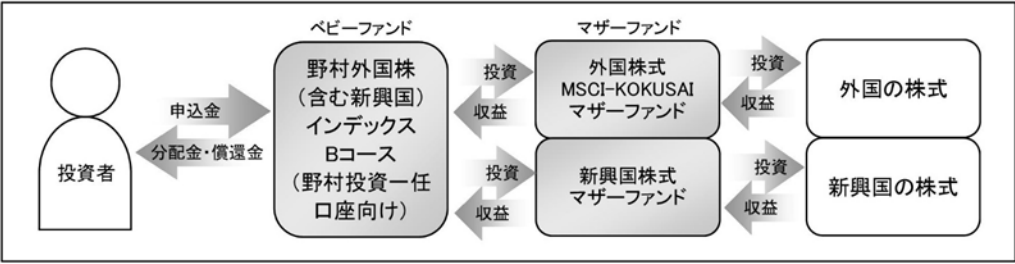 ベビーファンド
マザーファンド
投資者
申込金
分配金・償還金
野村外国株
（含む新興国）
インデックス
Bコース
（野村投資一任
口座向け）
投資
収益
投資
収益
外国株式
MSCI-KOKUSAI
マザーファンド
新興国株式
マザーファンド
投資
収益
投資
収益
外国の株式
新興国の株式